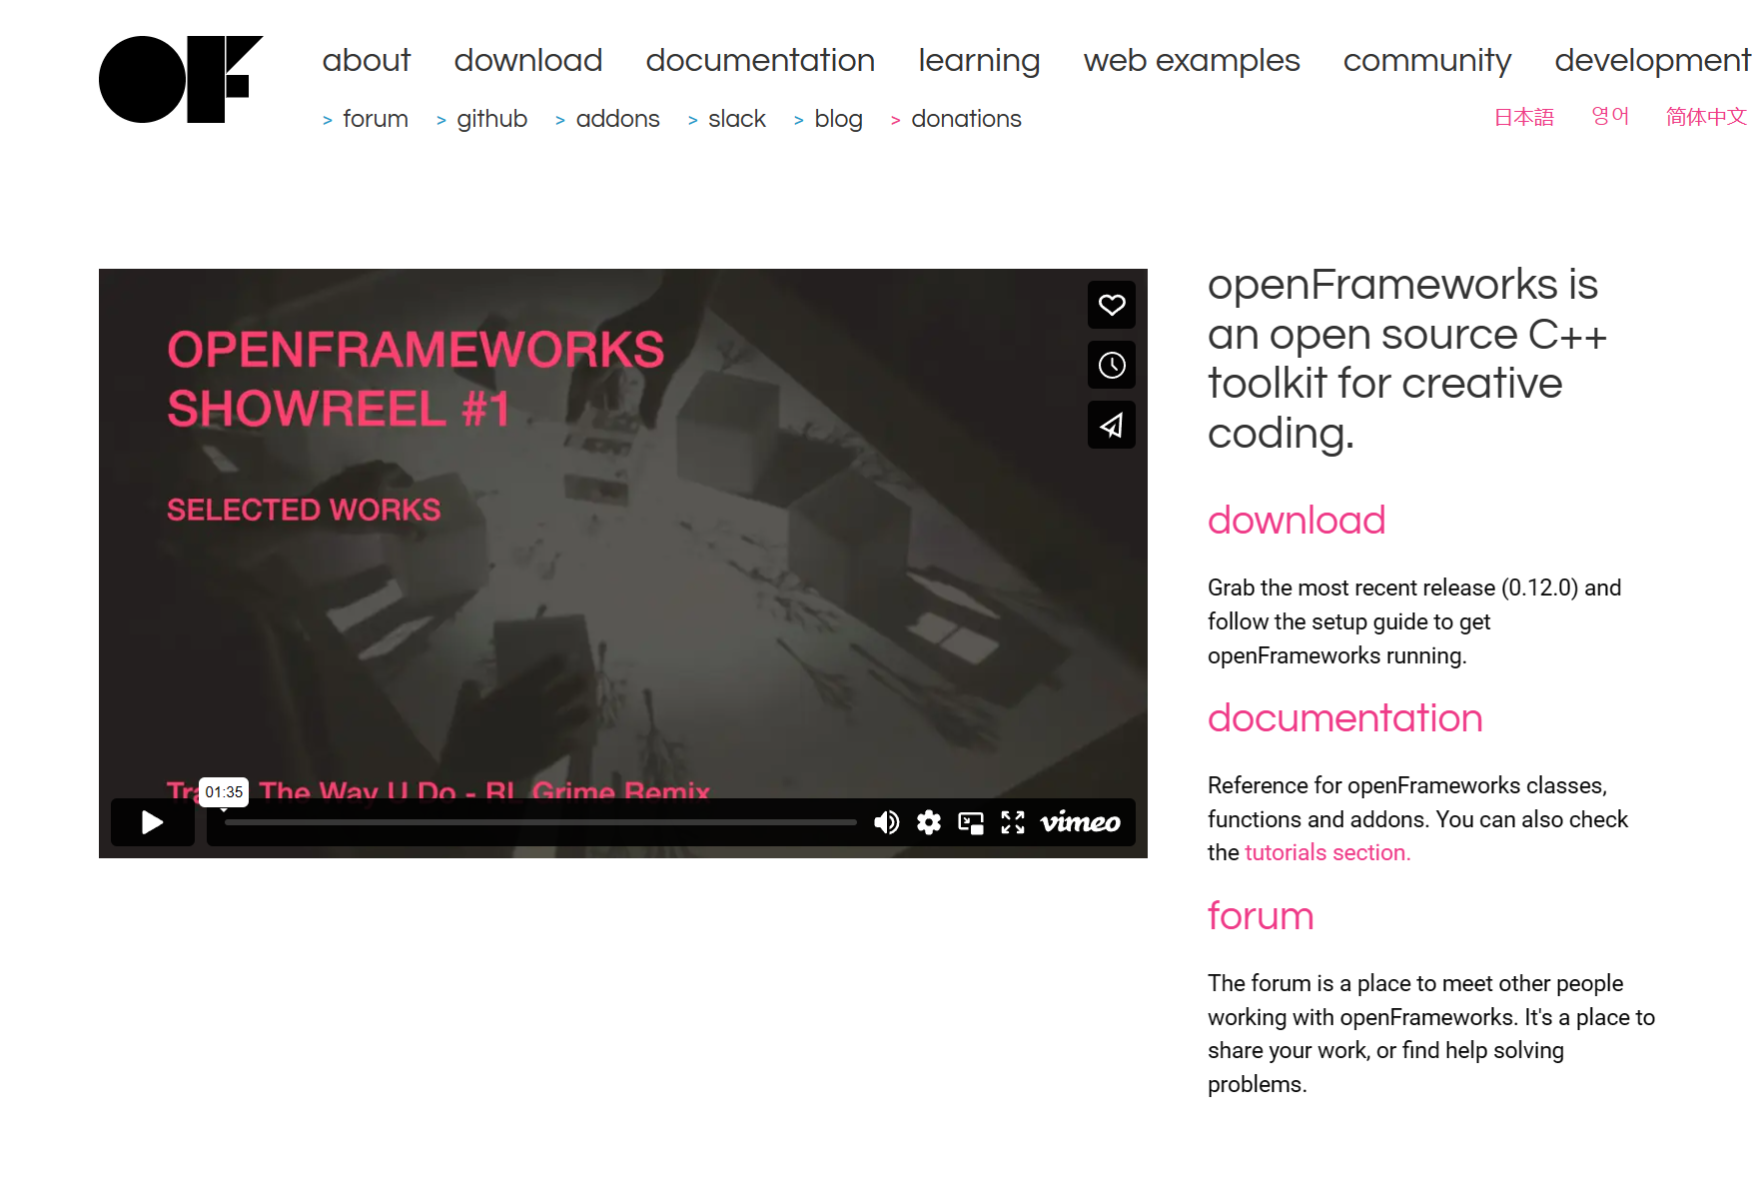 OF
about download documentation learning web examples community development
> forum > github > addons > slack > blog > donations
日本語 영어 简体中文
OPENFRAMEWORKS
SHOWREEL #1
SELECTED WORKS
The Way U Do - RL Grime Remix
01:35
vimeo
openFrameworks is
an open source C++
toolkit for creative
coding.
download
Grab the most recent release (0.12.0) and
follow the setup guide to get
openFrameworks running.
documentation
Reference for openFrameworks classes,
functions and addons. You can also check
the tutorials section.
forum
The forum is a place to meet other people
working with openFrameworks. It's a place to
share your work, or find help solving
problems.